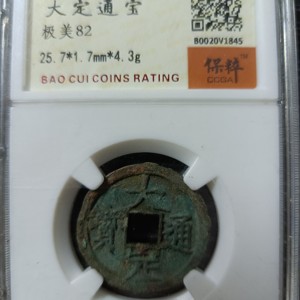 大定通宝
极美82
25.7*1.7mm*4.3g
BAO CUI COINS RATING
80020V1845
保粹
CCBA
大
通
定